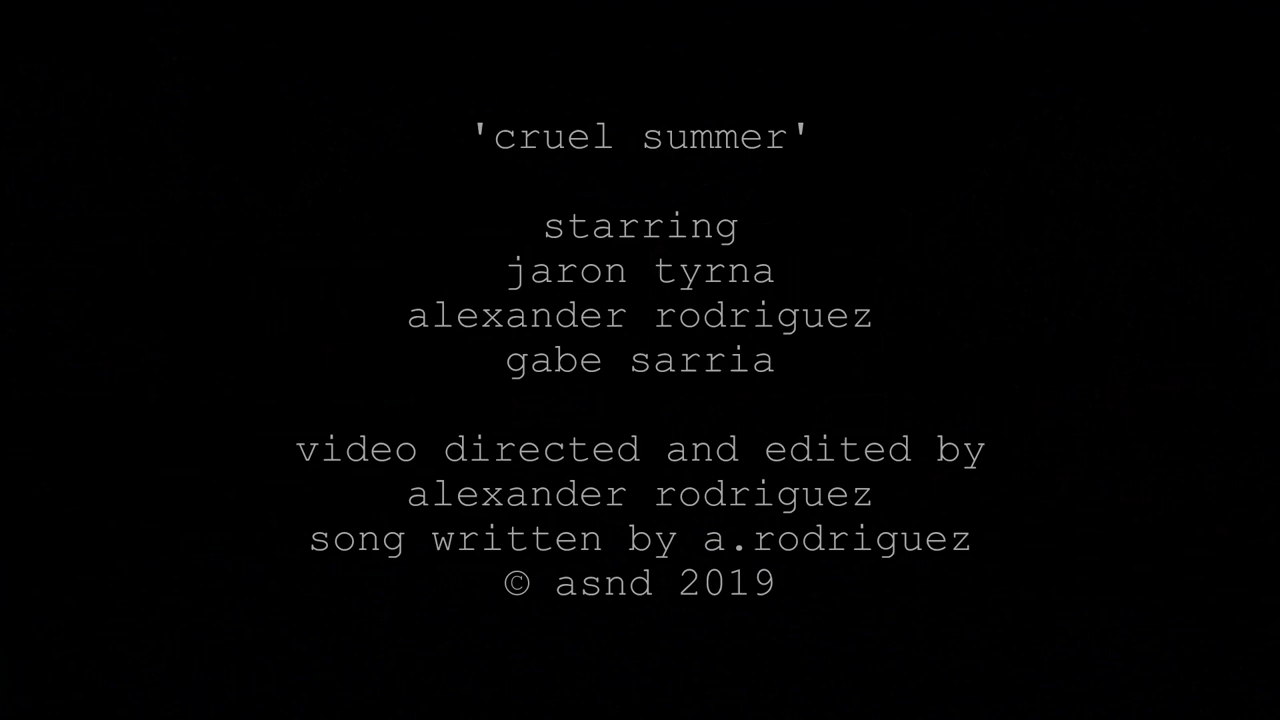 'cruel summer'
starring
jaron tyrna
alexander rodriguez
gabe sarria
video directed and edited by
alexander rodriguez
song written by a.rodriguez
© asnd 2019